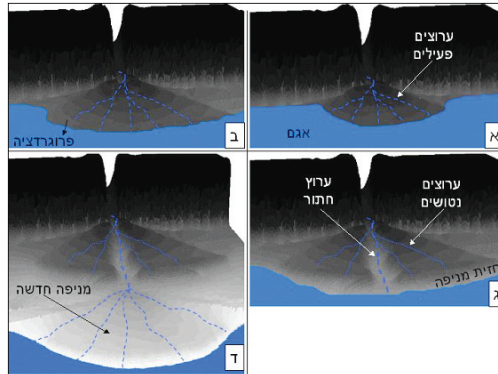 ערוצים
פעילים
אגם
א
פרוגרדציה
ב
ערוצים
נטושים
ערוץ
חתור
חזית מניפה
ג
מניפה חדשה
ד